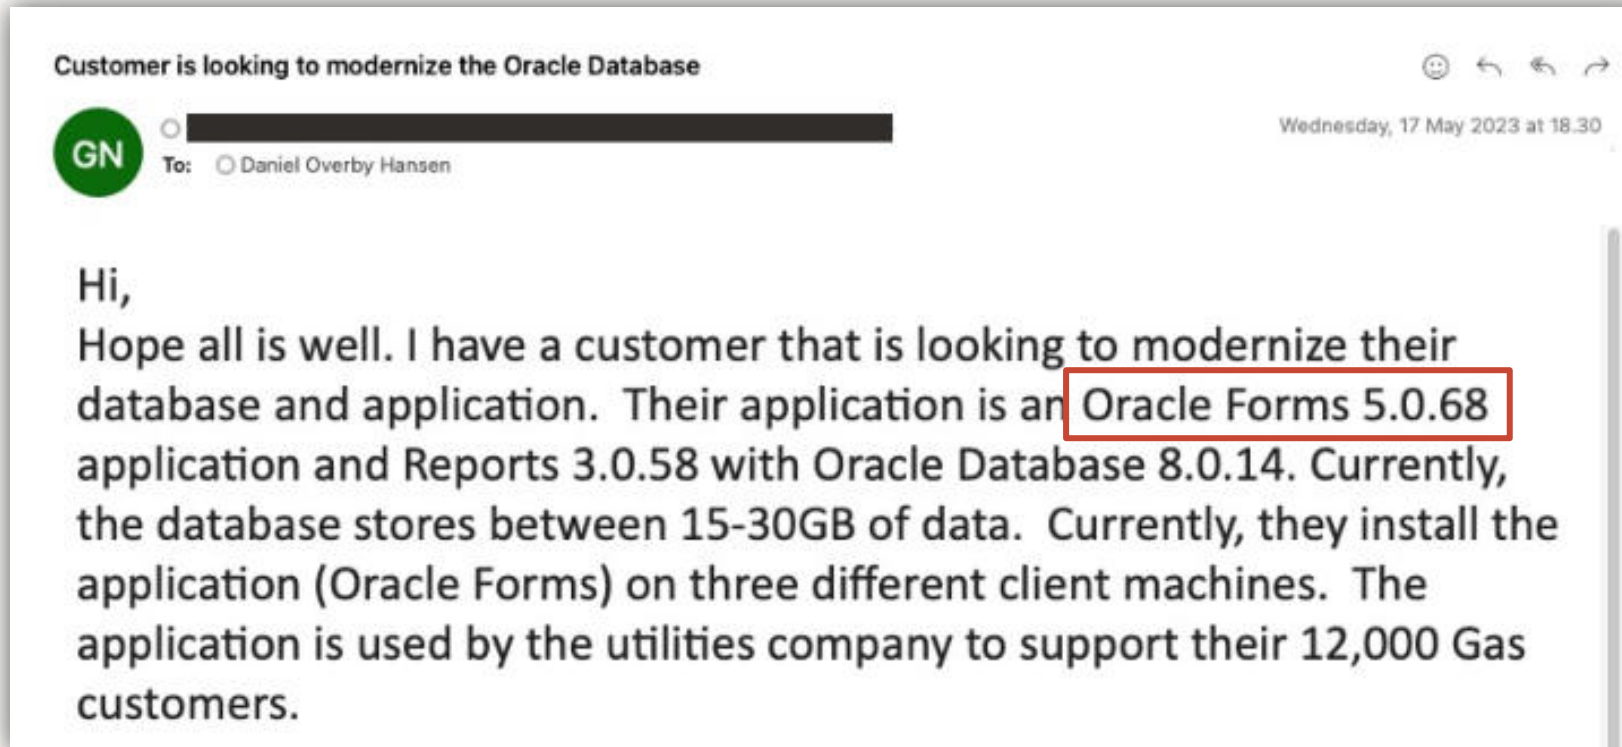 Customer is looking to modernize the Oracle Database
GN
Wednesday, 17 May 2023 at 18.30
To: Daniel Overby Hansen
Hi,
Hope all is well. I have a customer that is looking to modernize their
database and application.  Their application is an Oracle Forms 5.0.68
application and Reports 3.0.58 with Oracle Database 8.0.14. Currently,
the database stores between 15-30GB of data.  Currently, they install the
application (Oracle Forms) on three different client machines.  The
application is used by the utilities company to support their 12,000 Gas
customers.